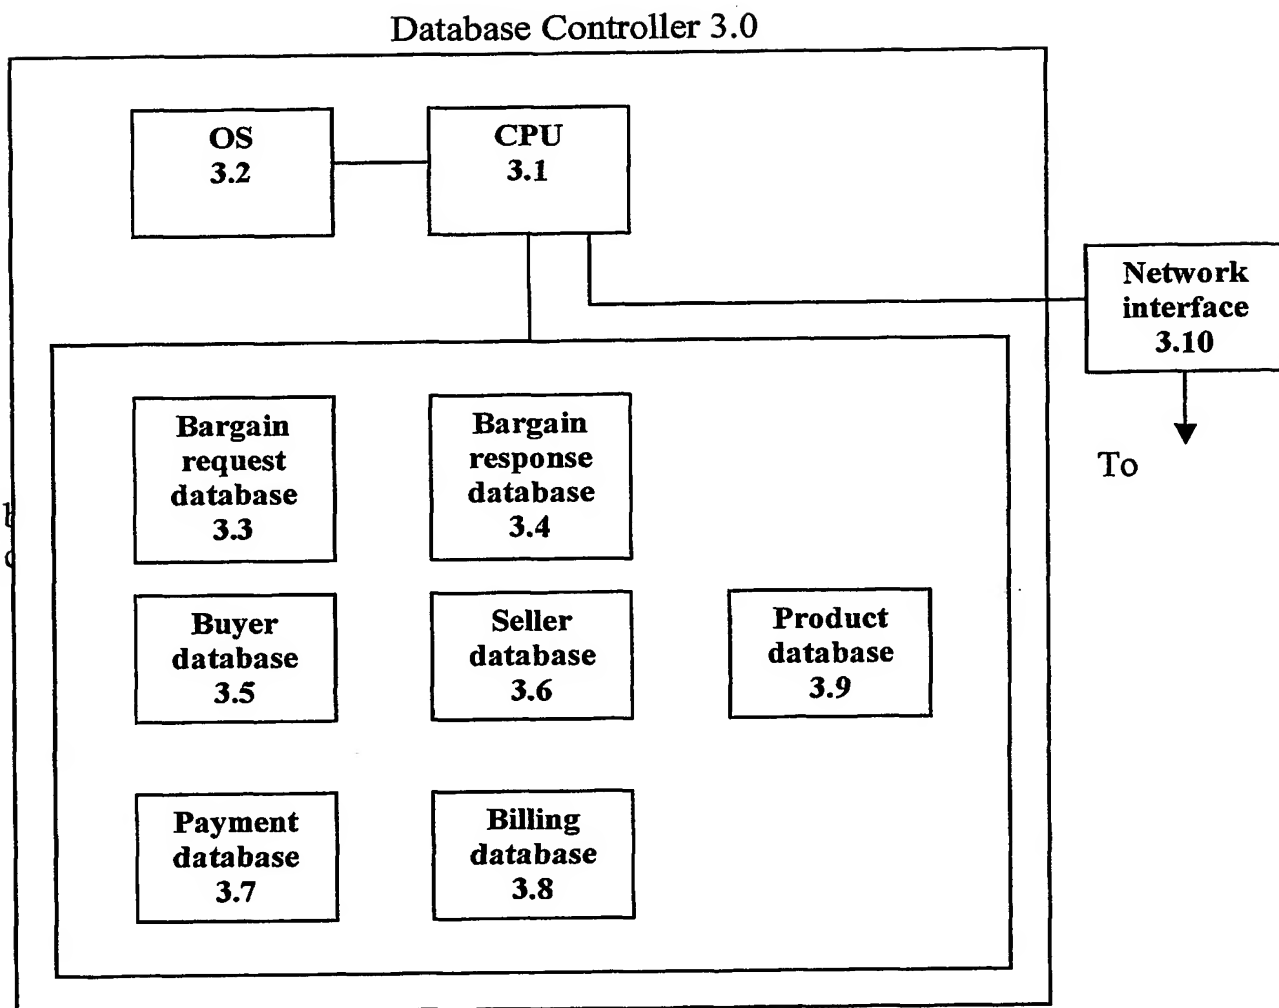 Database Controller 3.0
OS
3.2
CPU
3.1
Network
interface
3.10
To
Bargain
request
database
3.3
Bargain
response
database
3.4
Buyer
database
3.5
Seller
database
3.6
Product
database
3.9
Payment
database
3.7
Billing
database
3.8